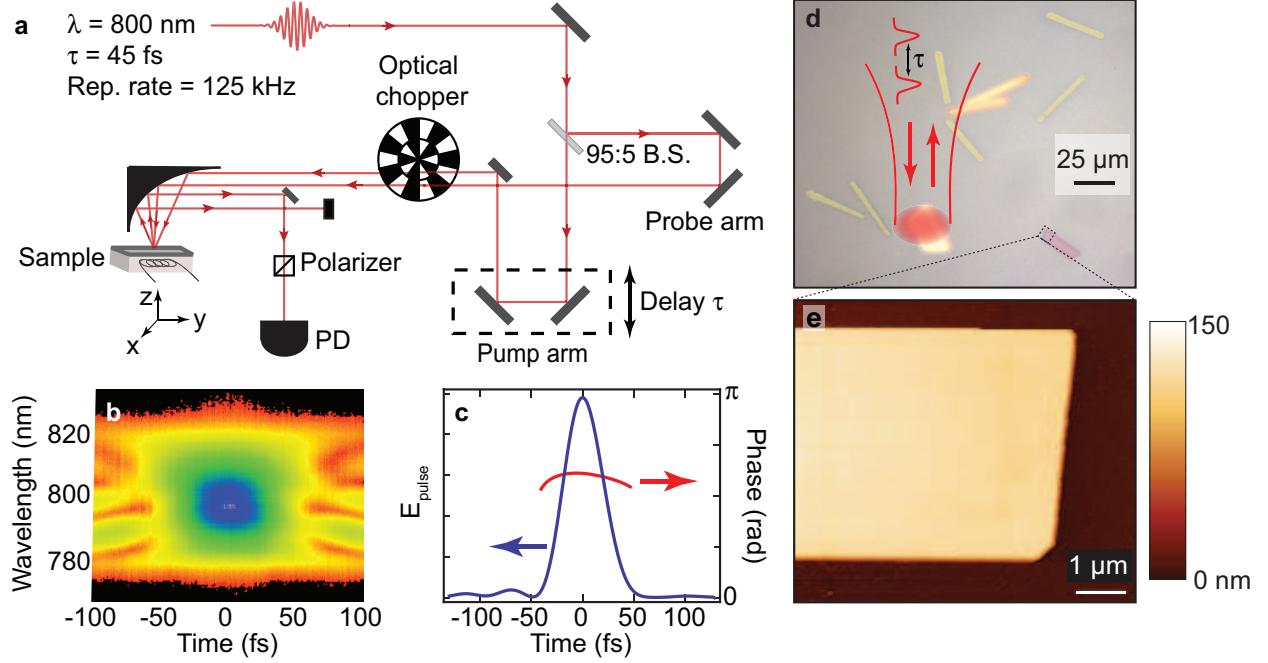 a
λ = 800 nm
τ = 45 fs
Rep. rate = 125 kHz
Optical
chopper
95:5 B.S.
Probe arm
Sample
Polarizer
z
y
x
PD
Delay τ
Pump arm
b
Wavelength (nm)
820
800
780
-100
-50
0
50
100
Time (fs)
c
E_pulse
π
0
Phase (rad)
-100
-50
0
50
100
Time (fs)
d
τ
25 µm
e
1 µm
150
0 nm